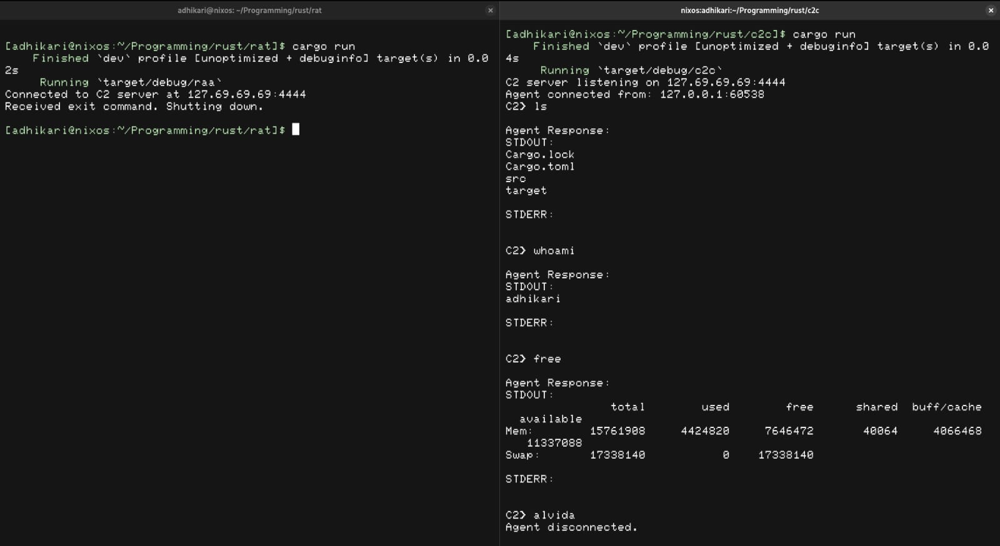 adhikari@nixos: ~/Programming/rust/rat
[adhikari@nixos:~/Programming/rust/rat]$ cargo run
Finished `dev` profile [unoptimized + debuginfo] target(s) in 0.0
2s
Running `target/debug/raa`
Connected to C2 server at 127.69.69.69:4444
Received exit command. Shutting down.
[adhikari@nixos:~/Programming/rust/rat]$
nixos:adhikari:~/Programming/rust/c2c
[adhikari@nixos:~/Programming/rust/c2c]$ cargo run
Finished `dev` profile [unoptimized + debuginfo] target(s) in 0.0
4s
Running `target/debug/c2c`
C2 server listening on 127.69.69.69:4444
Agent connected from: 127.0.0.1:60538
C2> ls
Agent Response:
STDOUT:
Cargo.lock
Cargo.toml
src
target
STDERR:
C2> whoami
Agent Response:
STDOUT:
adhikari
STDERR:
C2> free
Agent Response:
STDOUT:
total used free shared buff/cache
available
Mem: 15761908 4424820 7646472 40064 4066468
11337088
Swap: 17338140 0 17338140
STDERR:
C2> alvida
Agent disconnected.